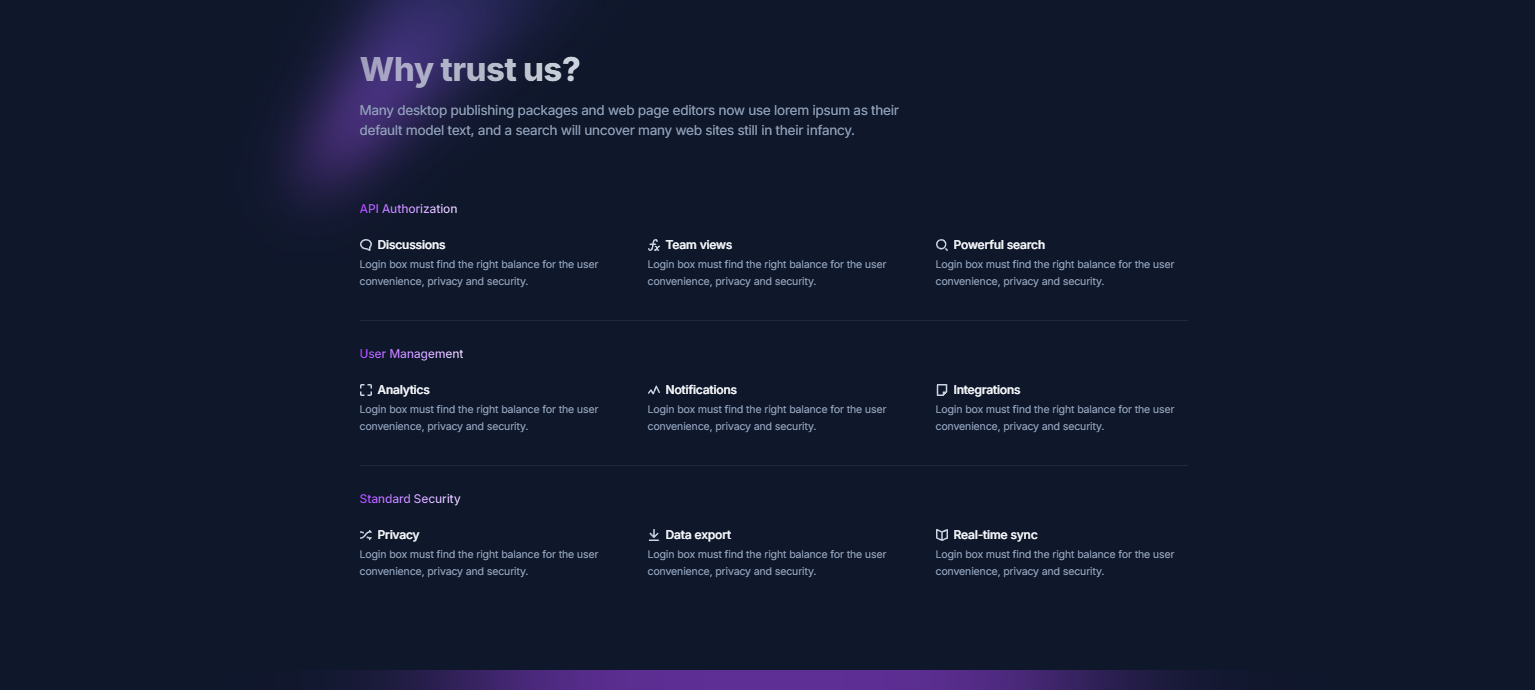 Why trust us?
Many desktop publishing packages and web page editors now use lorem ipsum as their
default model text, and a search will uncover many web sites still in their infancy.
API Authorization
Discussions
Login box must find the right balance for the user
convenience, privacy and security.
Team views
Login box must find the right balance for the user
convenience, privacy and security.
Powerful search
Login box must find the right balance for the user
convenience, privacy and security.
User Management
Analytics
Login box must find the right balance for the user
convenience, privacy and security.
Notifications
Login box must find the right balance for the user
convenience, privacy and security.
Integrations
Login box must find the right balance for the user
convenience, privacy and security.
Standard Security
Privacy
Login box must find the right balance for the user
convenience, privacy and security.
Data export
Login box must find the right balance for the user
convenience, privacy and security.
Real-time sync
Login box must find the right balance for the user
convenience, privacy and security.